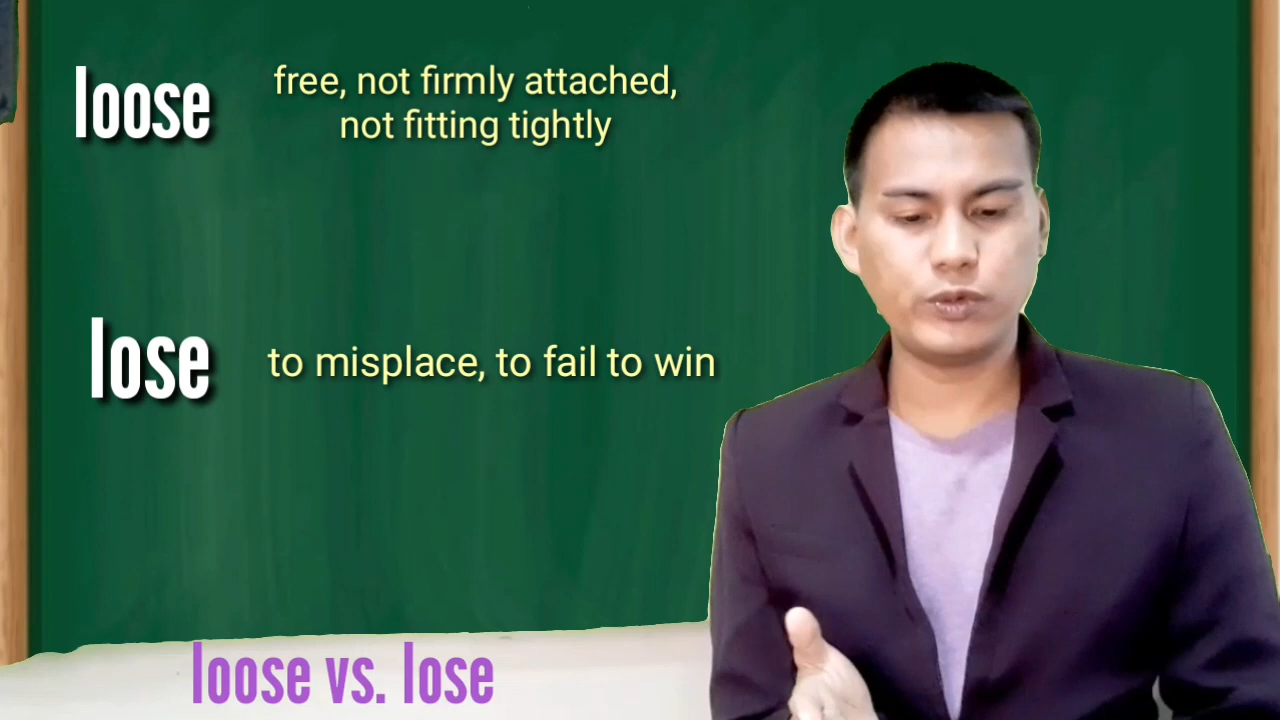 loose
free, not firmly attached,
not fitting tightly
lose
to misplace, to fail to win
loose vs. lose